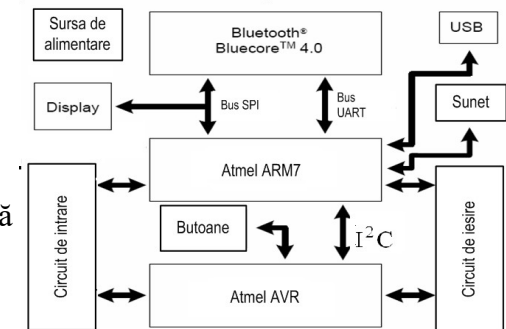 Sursa de
alimentare
Bluetooth®
Bluecore™ 4.0
USB
Display
Bus SPI
Bus
UART
Sunet
Atmel ARM7
ă
Circuit de intrare
Butoane
I²C
Circuit de iesire
Atmel AVR